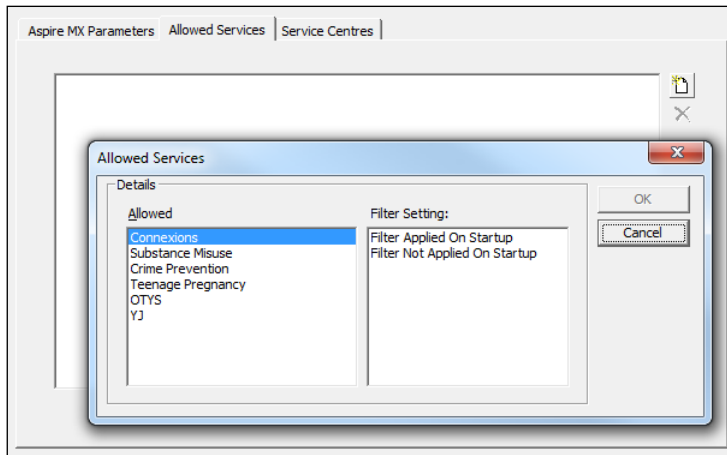 Aspire MX Parameters Allowed Services Service Centres
Allowed Services
Details
Allowed Filter Setting:
OK
Cancel
Connexions Filter Applied On Startup
Substance Misuse Filter Not Applied On Startup
Crime Prevention
Teenage Pregnancy
OTYS
YJ